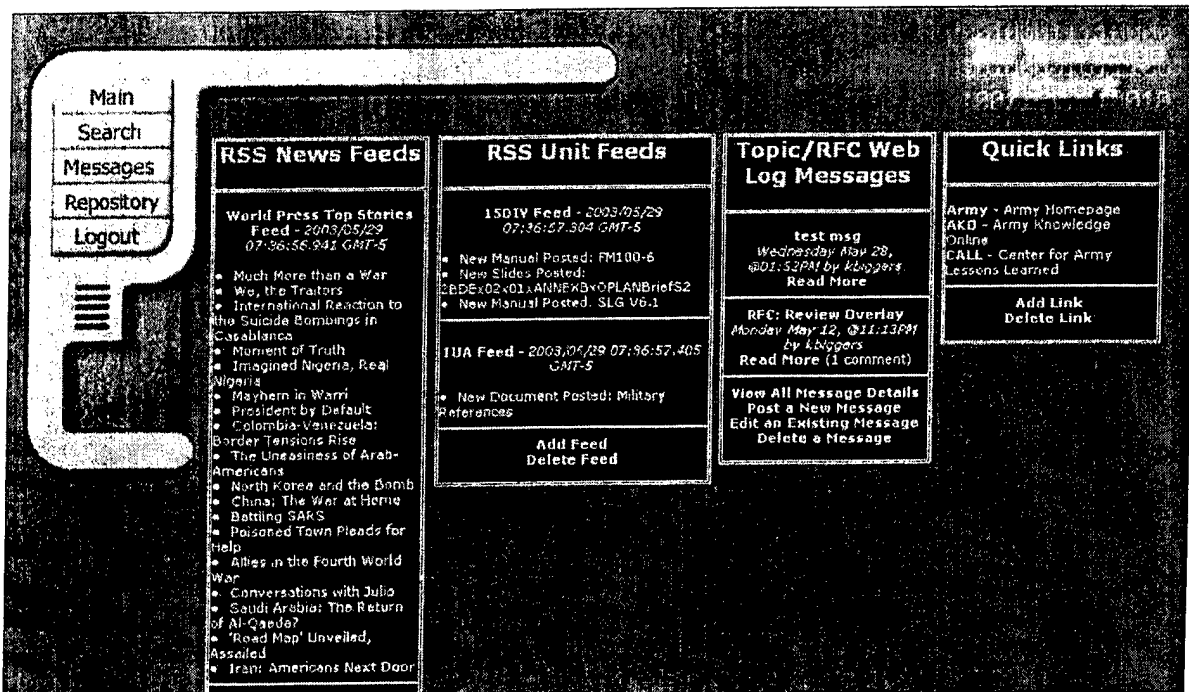 Main
Search
Messages
Repository
Logout
RSS News Feeds
World Press Top Stories
Feed - 2003/05/29
07:36:56.941 GMT-5
• Much More than a War
• We, the Traitors
• International Reaction to
the Suicide Bombings in
Casablanca
• Moment of Truth
• Imagined Nigeria, Real
Nigeria
• Mayhem in Warri
• President by Default
• Colombia-Venezuela:
Border Tensions Rise
• The Uneasiness of Arab-
Americans
• North Korea and the Bomb
• China: The War at Home
• Battling SARS
• Poisoned Town Pleads for
Help
• Allies in the Fourth World
War
• Conversations with Julio
• Saudi Arabia: The Return
of Al-Qaeda?
• 'Road Map' Unveiled,
Assailed
• Iran: Americans Next Door
RSS Unit Feeds
15DIV Feed - 2003/05/29
07:36:57.304 GMT-5
• New Manual Posted: FM100-6
• New Slides Posted:
2BDEx02x01xANNEXBxOPLANBriefS2
• New Manual Posted: SLG V6.1
1UA Feed - 2003/05/29 07:36:57.405
GMT-5
• New Document Posted: Military
References
Add Feed
Delete Feed
Topic/RFC Web
Log Messages
test msg
Wednesday May 28,
@01:52PM by kbiggers
Read More
RFC: Review Overlay
Monday May 12, @11:13PM
by kbiggers
Read More (1 comment)
View All Message Details
Post a New Message
Edit an Existing Message
Delete a Message
Quick Links
Army - Army Homepage
AKO - Army Knowledge
Online
CALL - Center for Army
Lessons Learned
Add Link
Delete Link